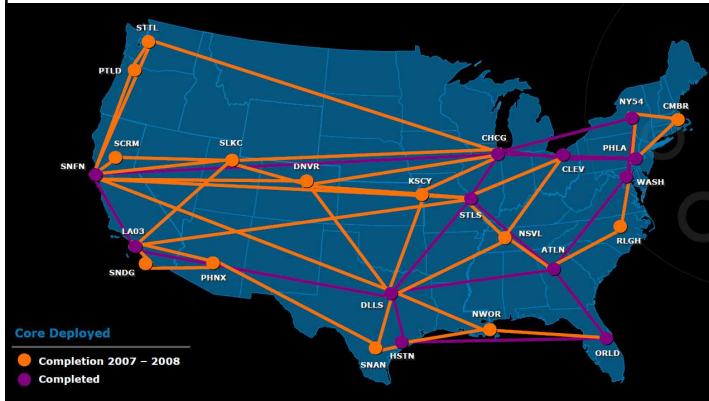 STTL
PTLD
NY54
CMBR
SCRM
SLKC
CHCG
PHLA
SNFN
DNVR
CLEV
KSCY
WASH
STLS
LA03
NSVL
ATLN
RLGH
SNDG
PHNX
DLLS
NWOR
Core Deployed
Completion 2007 – 2008
HSTN
ORLD
SNAN
Completed